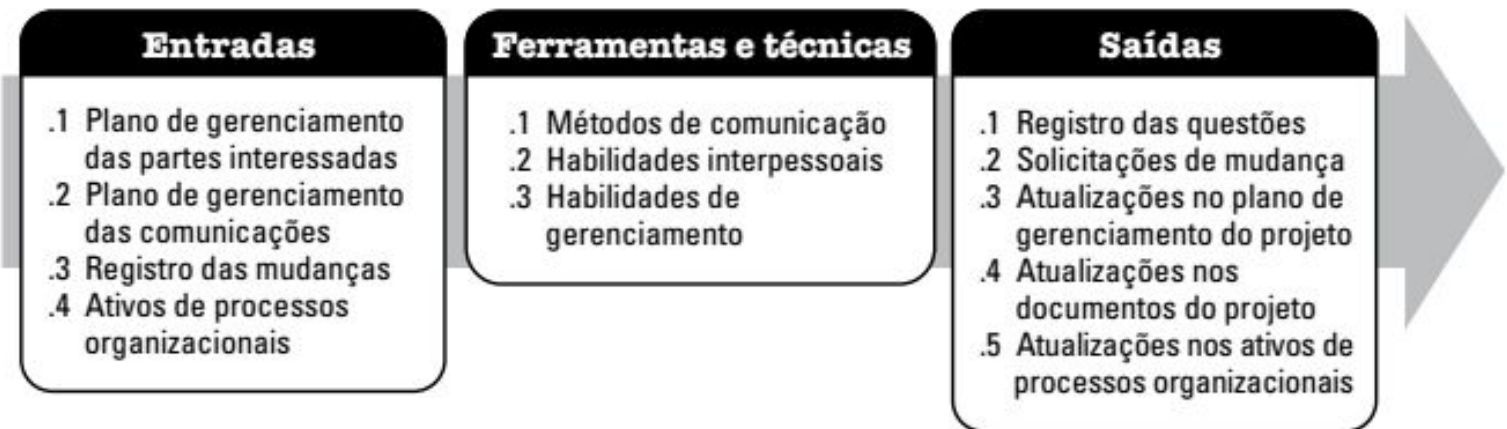 Entradas
.1 Plano de gerenciamento
das partes interessadas
.2 Plano de gerenciamento
das comunicações
.3 Registro das mudanças
.4 Ativos de processos
organizacionais
Ferramentas e técnicas
.1 Métodos de comunicação
.2 Habilidades interpessoais
.3 Habilidades de
gerenciamento
Saídas
.1 Registro das questões
.2 Solicitações de mudança
.3 Atualizações no plano de
gerenciamento do projeto
.4 Atualizações nos
documentos do projeto
.5 Atualizações nos ativos de
processos organizacionais